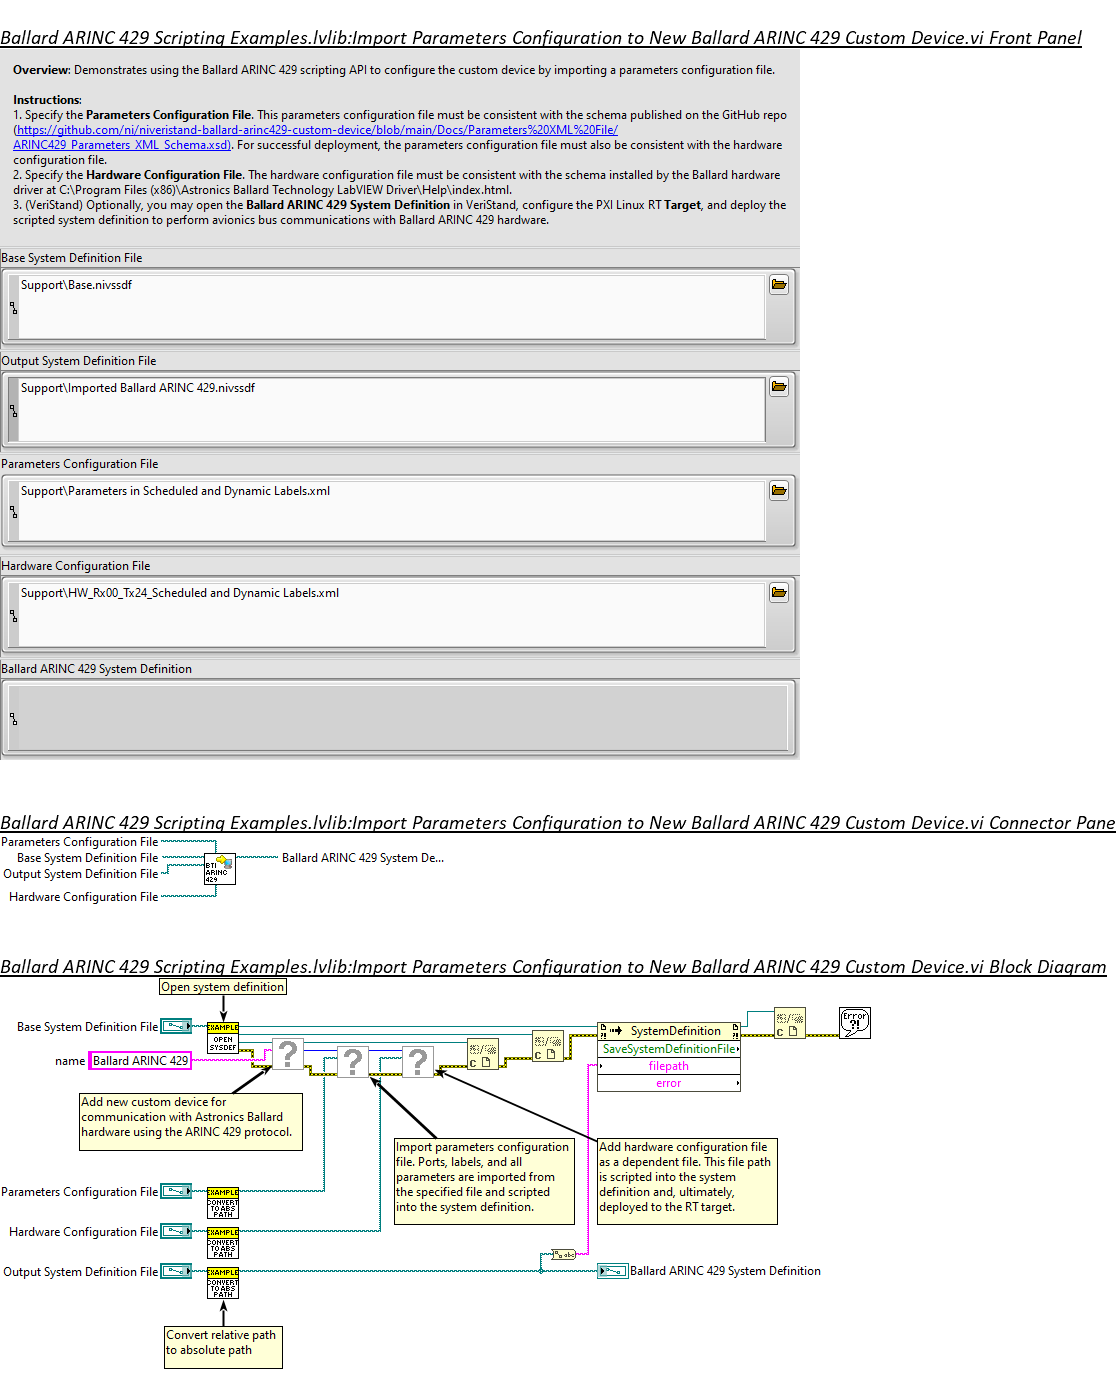 Ballard ARINC 429 Scripting Examples.lvlib:Import Parameters Configuration to New Ballard ARINC 429 Custom Device.vi Front Panel
Overview: Demonstrates using the Ballard ARINC 429 scripting API to configure the custom device by importing a parameters configuration file.
Instructions:
1. Specify the Parameters Configuration File. This parameters configuration file must be consistent with the schema published on the GitHub repo
(https://github.com/ni/niveristand-ballard-arinc429-custom-device/blob/main/Docs/Parameters%20XML%20File/
ARINC429_Parameters_XML_Schema.xsd). For successful deployment, the parameters configuration file must also be consistent with the hardware
configuration file.
2. Specify the Hardware Configuration File. The hardware configuration file must be consistent with the schema installed by the Ballard hardware
driver at C:\Program Files (x86)\Astronics Ballard Technology LabVIEW Driver\Help\index.html.
3. (VeriStand) Optionally, you may open the Ballard ARINC 429 System Definition in VeriStand, configure the PXI Linux RT Target, and deploy the
scripted system definition to perform avionics bus communications with Ballard ARINC 429 hardware.
Base System Definition File
Support\Base.nivssdf
Output System Definition File
Support\Imported Ballard ARINC 429.nivssdf
Parameters Configuration File
Support\Parameters in Scheduled and Dynamic Labels.xml
Hardware Configuration File
Support\HW_Rx00_Tx24_Scheduled and Dynamic Labels.xml
Ballard ARINC 429 System Definition
Ballard ARINC 429 Scripting Examples.lvlib:Import Parameters Configuration to New Ballard ARINC 429 Custom Device.vi Connector Pane
Parameters Configuration File
Base System Definition File
Output System Definition File
Hardware Configuration File
BTI
ARINC
429
Ballard ARINC 429 System De...
Ballard ARINC 429 Scripting Examples.lvlib:Import Parameters Configuration to New Ballard ARINC 429 Custom Device.vi Block Diagram
Open system definition
Base System Definition File
EXAMPLE
OPEN
SYSDEF
name
Ballard ARINC 429
?
?
?
C
C
SystemDefinition
SaveSystemDefinitionFile
filepath
error
C
Error
?!
Add new custom device for
communication with Astronics Ballard
hardware using the ARINC 429 protocol.
Import parameters configuration
file. Ports, labels, and all
parameters are imported from
the specified file and scripted
into the system definition.
Add hardware configuration file
as a dependent file. This file path
is scripted into the system
definition and, ultimately,
deployed to the RT target.
Parameters Configuration File
EXAMPLE
CONVERT
TO ABS
PATH
Hardware Configuration File
EXAMPLE
CONVERT
TO ABS
PATH
Output System Definition File
EXAMPLE
CONVERT
TO ABS
PATH
abc
Ballard ARINC 429 System Definition
Convert relative path
to absolute path